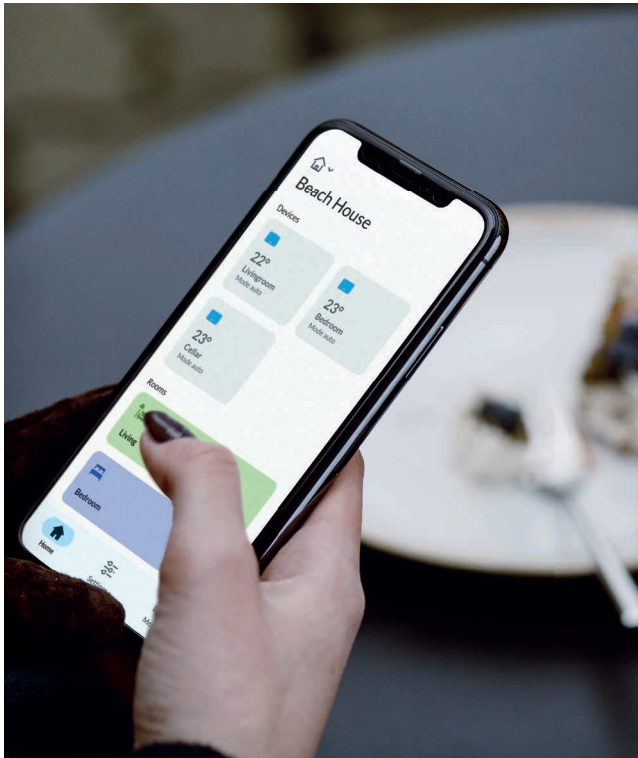 Beach House
Devices
22°
Livingroom
Mode auto
23°
Bedroom
Mode auto
23°
Cellar
Mode auto
Rooms
Living
Bedroom
Home